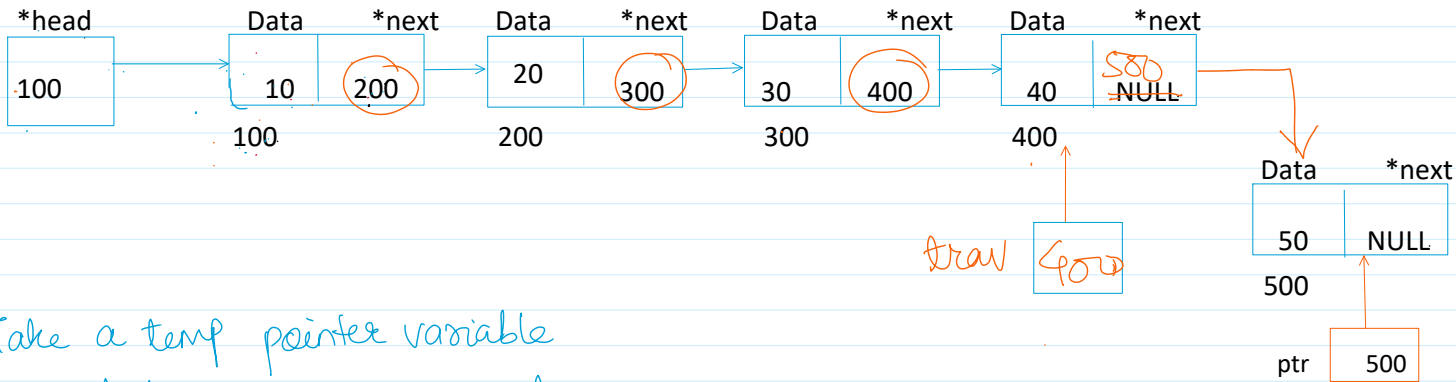 *head Data *next Data *next Data *next Data *next
100 10 200 20 300 30 400 40 500 NULL
100 200 300 400
Data *next
50 NULL
trav 400
500
Take a temp pointer variable
ptr 500